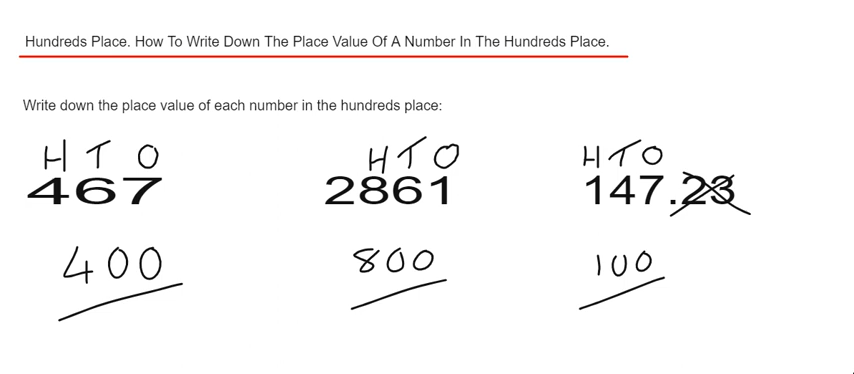 Hundreds Place. How To Write Down The Place Value Of A Number In The Hundreds Place.
Write down the place value of each number in the hundreds place:
H T O H T O H T O
467 2861 147.23
400 800 100